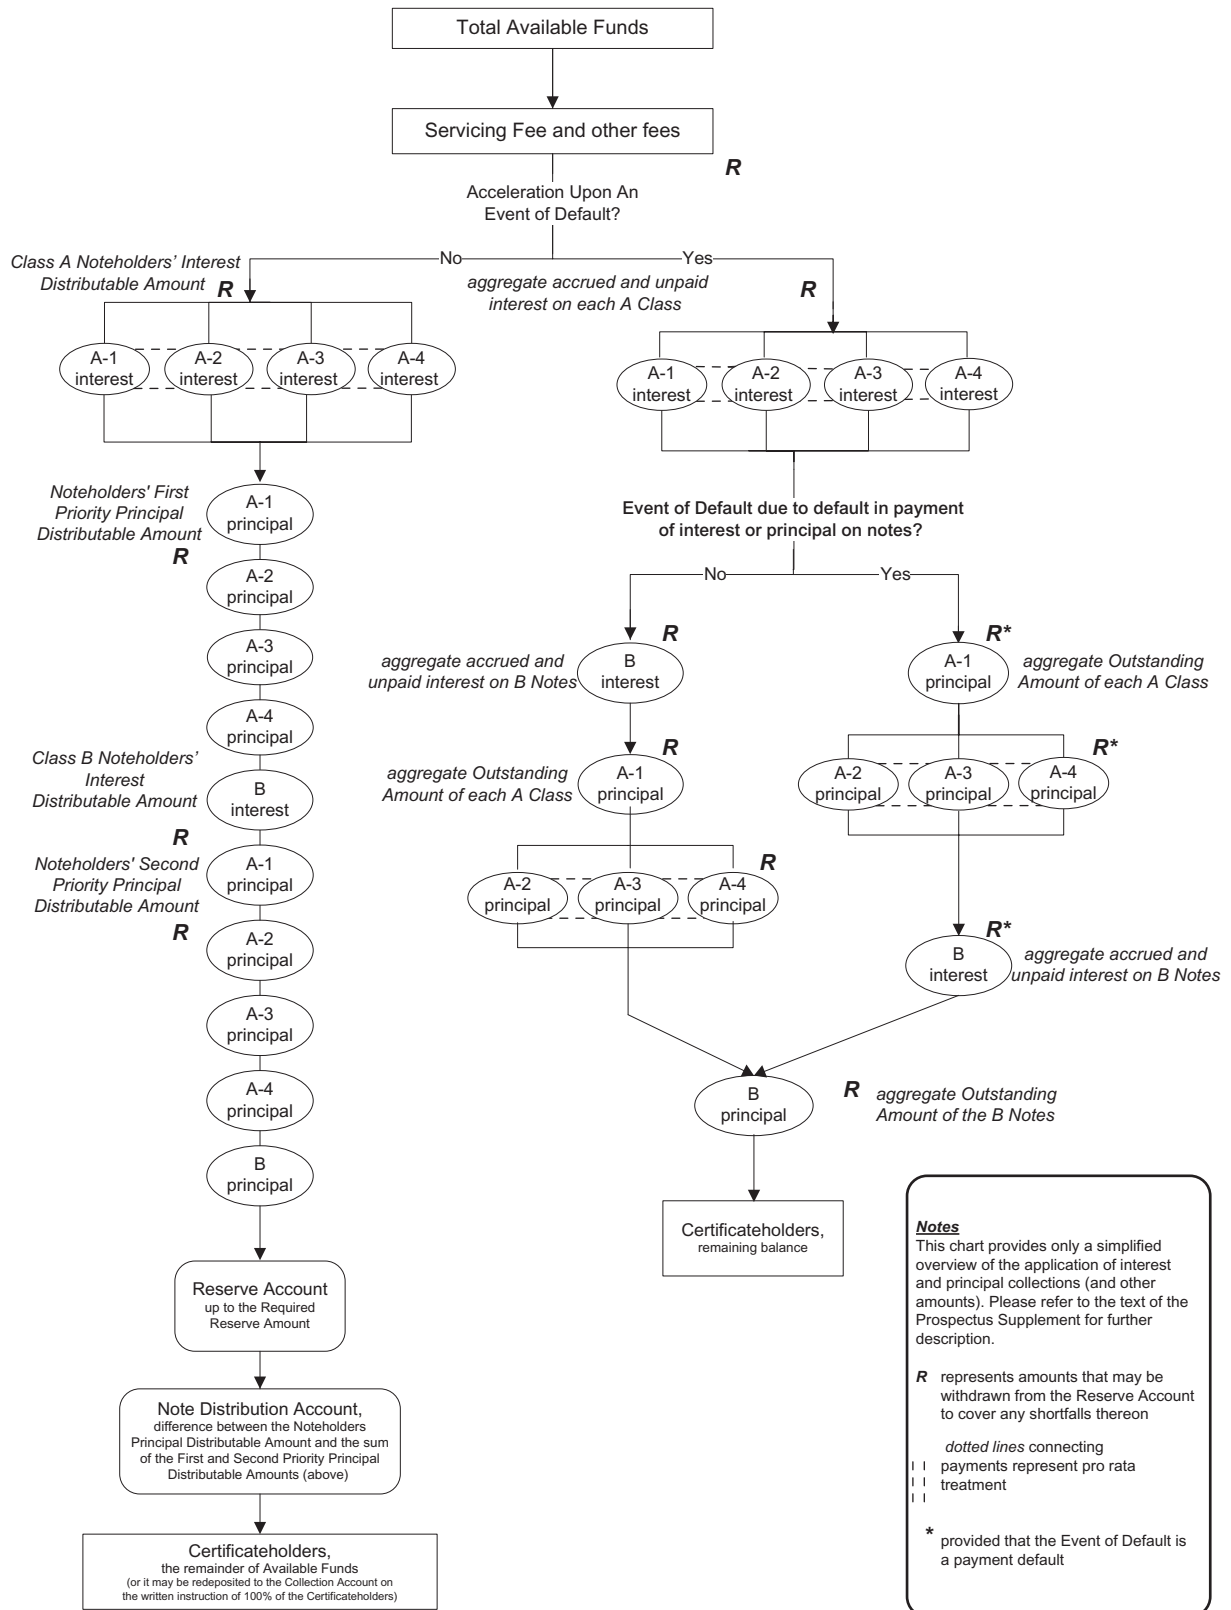 Total Available Funds
Servicing Fee and other fees
R
Acceleration Upon An
Event of Default?
No
Yes
Class A Noteholders' Interest
Distributable Amount
R
aggregate accrued and unpaid
interest on each A Class
R
A-1
interest
A-2
interest
A-3
interest
A-4
interest
A-1
interest
A-2
interest
A-3
interest
A-4
interest
Noteholders' First
Priority Principal
Distributable Amount
R
A-1
principal
A-2
principal
A-3
principal
A-4
principal
Class B Noteholders'
Interest
Distributable Amount
R
B
interest
Noteholders' Second
Priority Principal
Distributable Amount
R
A-1
principal
A-2
principal
A-3
principal
A-4
principal
B
principal
Reserve Account
up to the Required
Reserve Amount
Note Distribution Account,
difference between the Noteholders
Principal Distributable Amount and the sum
of the First and Second Priority Principal
Distributable Amounts (above)
Certificateholders,
the remainder of Available Funds
(or it may be redeposited to the Collection Account on
the written instruction of 100% of the Certificateholders)
Event of Default due to default in payment
of interest or principal on notes?
No
Yes
R
aggregate accrued and
unpaid interest on B Notes
B
interest
R
aggregate Outstanding
Amount of each A Class
A-1
principal
R
A-2
principal
A-3
principal
A-4
principal
R*
A-1
principal
aggregate Outstanding
Amount of each A Class
R*
A-2
principal
A-3
principal
A-4
principal
R*
B
interest
aggregate accrued and
unpaid interest on B Notes
B
principal
R
aggregate Outstanding
Amount of the B Notes
Certificateholders,
remaining balance
Notes
This chart provides only a simplified
overview of the application of interest
and principal collections (and other
amounts). Please refer to the text of the
Prospectus Supplement for further
description.
R represents amounts that may be
withdrawn from the Reserve Account
to cover any shortfalls thereon
dotted lines connecting
payments represent pro rata
treatment
* provided that the Event of Default is
a payment default